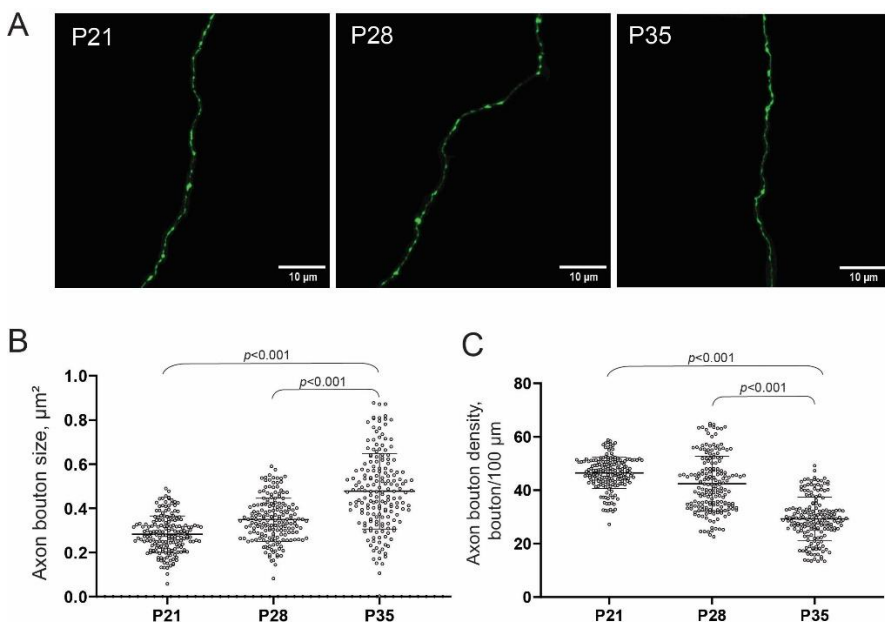 A
P21
P28
P35
10 µm
10 µm
10 µm
B
p<0.001
p<0.001
Axon bouton size, µm²
1.0
0.8
0.6
0.4
0.2
0.0
P21
P28
P35
C
p<0.001
p<0.001
Axon bouton density,
bouton/100 µm
80
60
40
20
0
P21
P28
P35